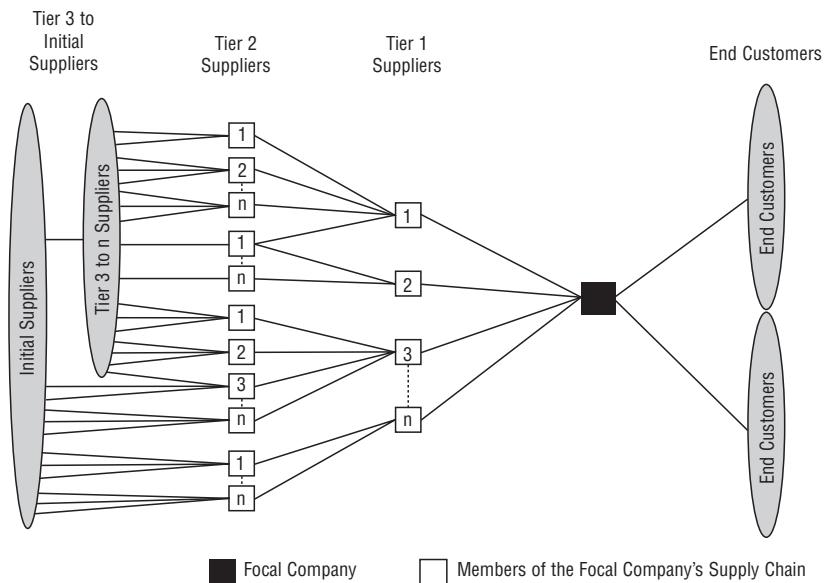 Tier 3 to
Initial
Suppliers
Tier 2
Suppliers
Tier 1
Suppliers
End Customers
Initial Suppliers
Tier 3 to n Suppliers
1
2
n
1
n
1
2
3
n
1
n
1
2
3
n
End Customers
End Customers
Focal Company
Members of the Focal Company's Supply Chain